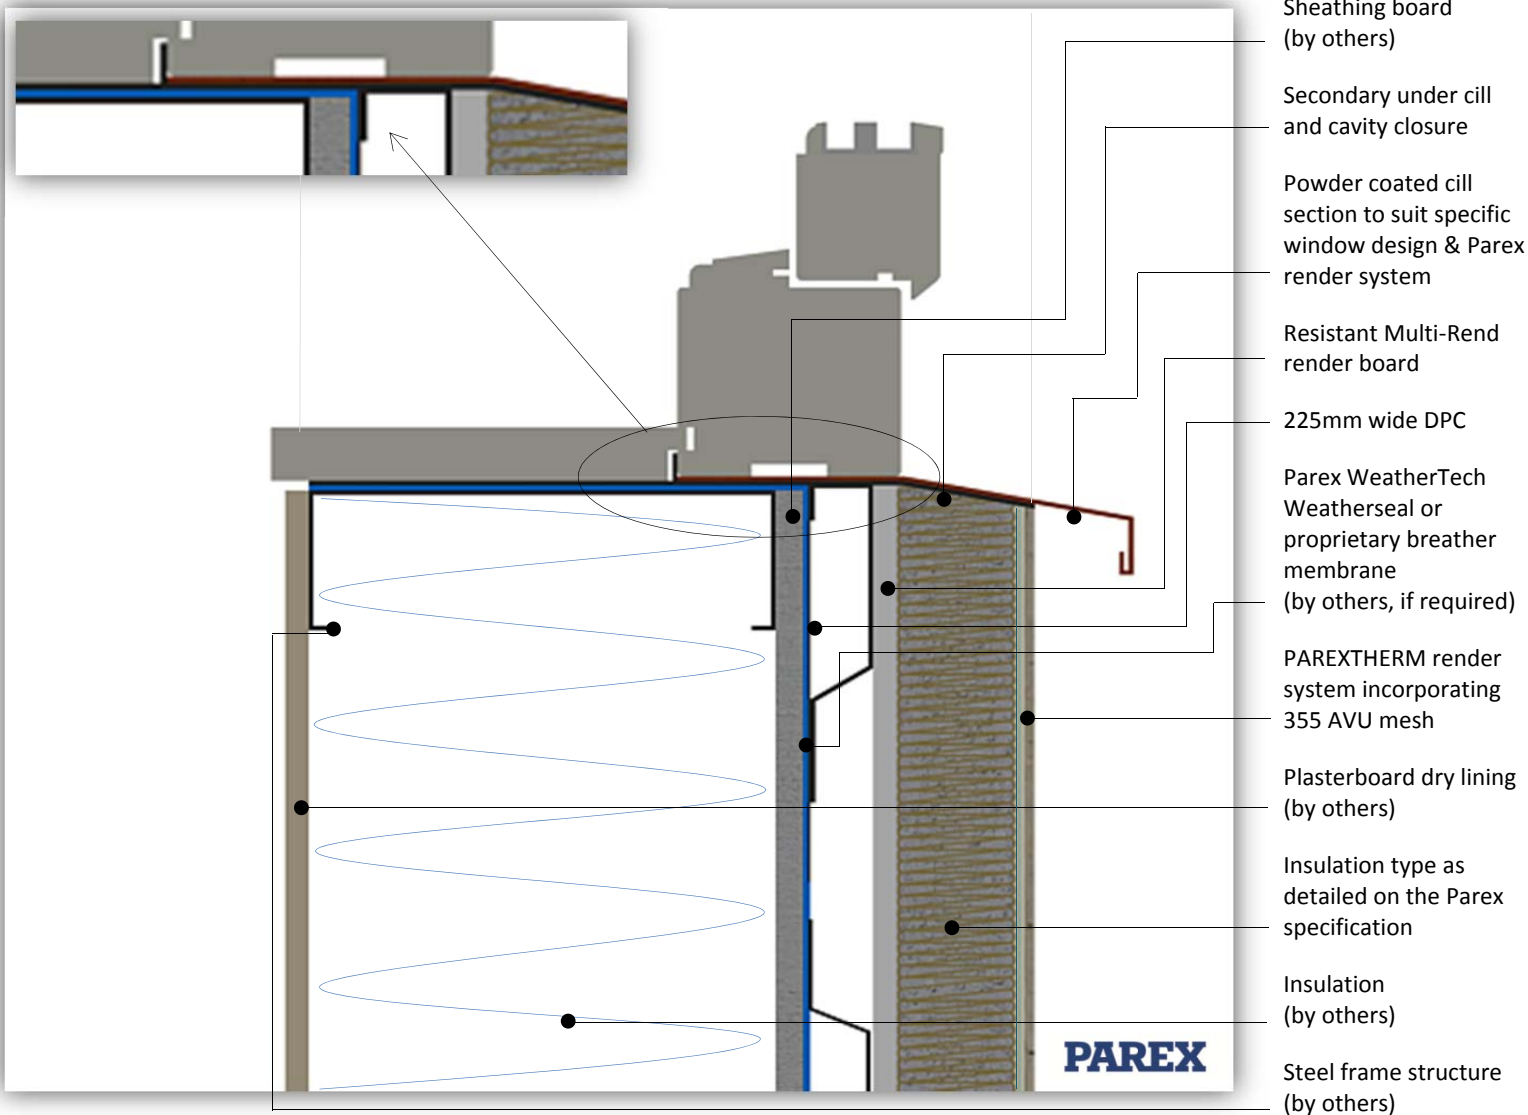 Sheathing board
(by others)
Secondary under cill
and cavity closure
Powder coated cill
section to suit specific
window design & Parex
render system
Resistant Multi-Rend
render board
225mm wide DPC
Parex WeatherTech
Weatherseal or
proprietary breather
membrane
(by others, if required)
PAREXTHERM render
system incorporating
355 AVU mesh
Plasterboard dry lining
(by others)
Insulation type as
detailed on the Parex
specification
Insulation
(by others)
PAREX
Steel frame structure
(by others)